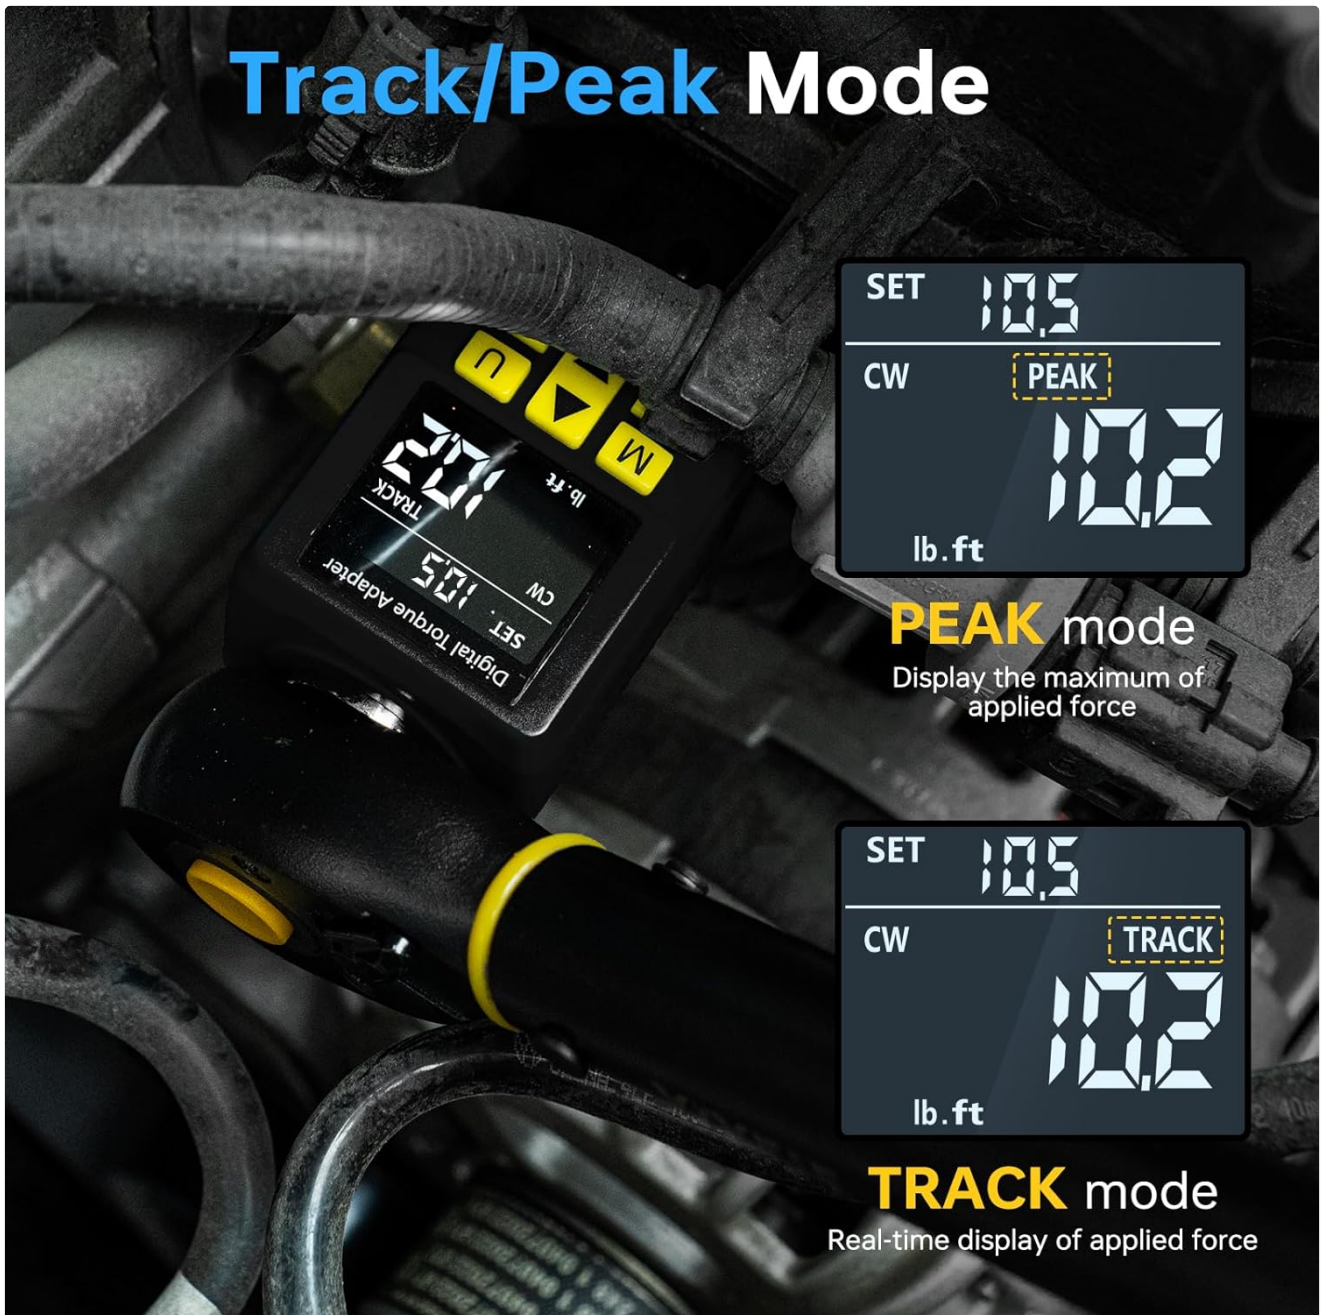 Track/Peak Mode
SET 10.5
CW PEAK
10.2
lb.ft
PEAK mode
Display the maximum of
applied force
U
M
lb.ft
10.2
TRACK
CW
10.5
SET
Digital Torque Adapter
SET 10.5
CW TRACK
10.2
lb.ft
TRACK mode
Real-time display of applied force